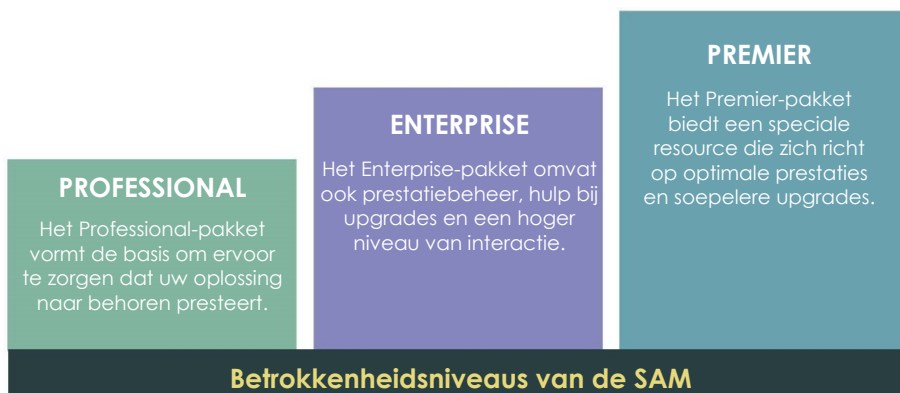 PROFESSIONAL
Het Professional-pakket
vormt de basis om ervoor
te zorgen dat uw oplossing
naar behoren presteert.
ENTERPRISE
Het Enterprise-pakket omvat
ook prestatiebeheer, hulp bij
upgrades en een hoger
niveau van interactie.
PREMIER
Het Premier-pakket
biedt een speciale
resource die zich richt
op optimale prestaties
en soepelere upgrades.
Betrokkenheidsniveaus van de SAM